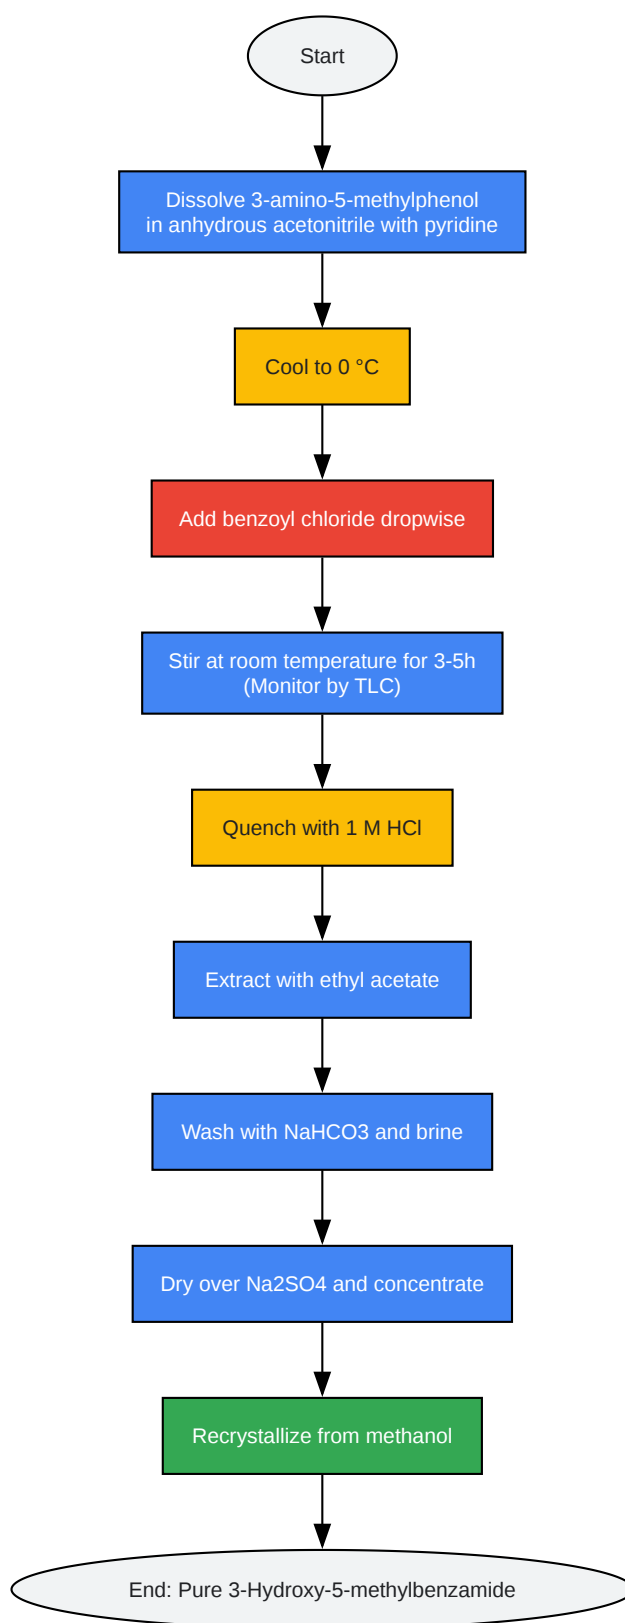 Start
Dissolve 3-amino-5-methylphenol
in anhydrous acetonitrile with pyridine
Cool to 0 °C
Add benzoyl chloride dropwise
Stir at room temperature for 3-5h
(Monitor by TLC)
Quench with 1 M HCl
Extract with ethyl acetate
Wash with NaHCO3 and brine
Dry over Na2SO4 and concentrate
Recrystallize from methanol
End: Pure 3-Hydroxy-5-methylbenzamide